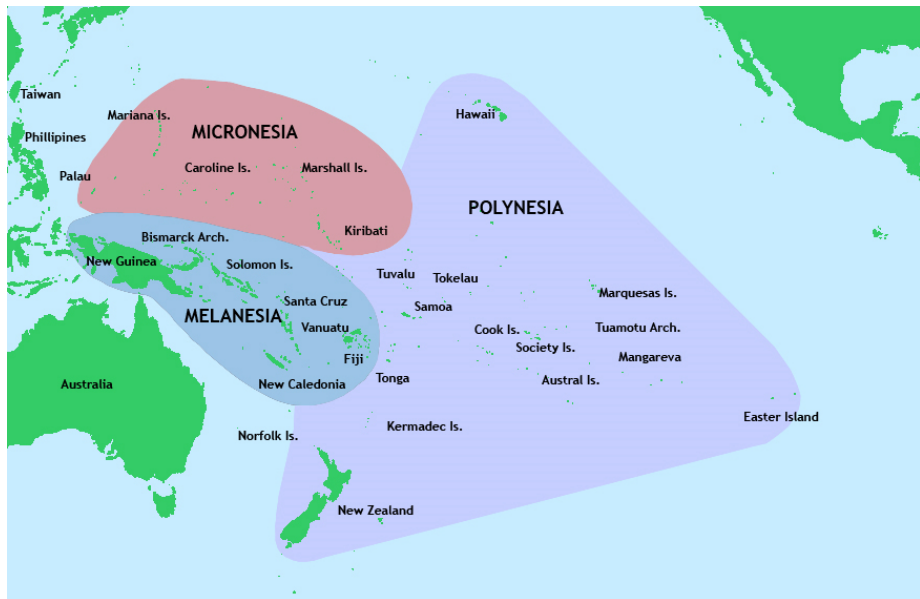 Taiwan
Mariana Is.
Hawaii
MICRONESIA
Phillipines
Caroline Is.
Marshall Is.
Palau
POLYNESIA
Kiribati
Bismarck Arch.
New Guinea
Solomon Is.
Tuvalu
Tokelau
Marquesas Is.
Santa Cruz
Samoa
MELANESIA
Vanuatu
Cook Is.
Tuamotu Arch.
Society Is.
Fiji
Mangareva
Tonga
Austral Is.
Australia
New Caledonia
Easter Island
Kermadec Is.
Norfolk Is.
New Zealand